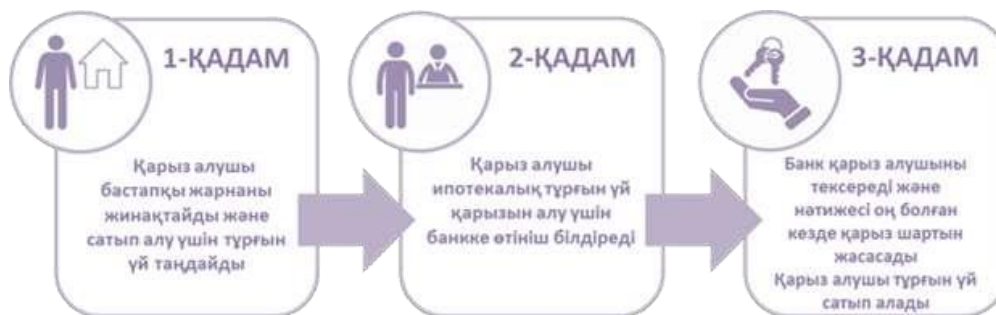 1-ҚАДАМ
Қарыз алушы
бастапқы жарнаны
жинақтайды және
сатып алу үшін тұрғын
үй таңдайды
2-ҚАДАМ
Қарыз алушы
ипотекалық тұрғын үй
қарызын алу үшін
банкке өтініш білдіреді
3-ҚАДАМ
Банк қарыз алушыны
тексереді және
нәтижесі оң болған
кезде қарыз шартын
жасасады
Қарыз алушы тұрғын үй
сатып алады